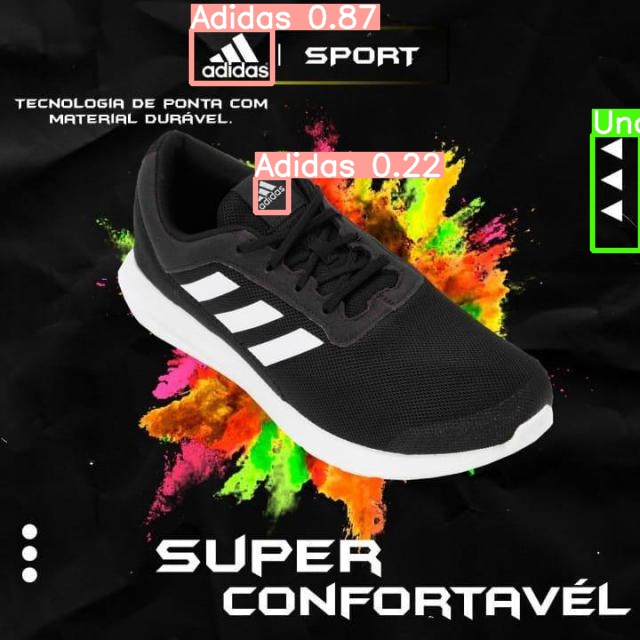 Adidas 0.87
adidas | SPORT
TECNOLOGIA DE PONTA COM
MATERIAL DURÁVEL.
Adidas 0.22
adidas
SUPER
CONFORTAVÉL